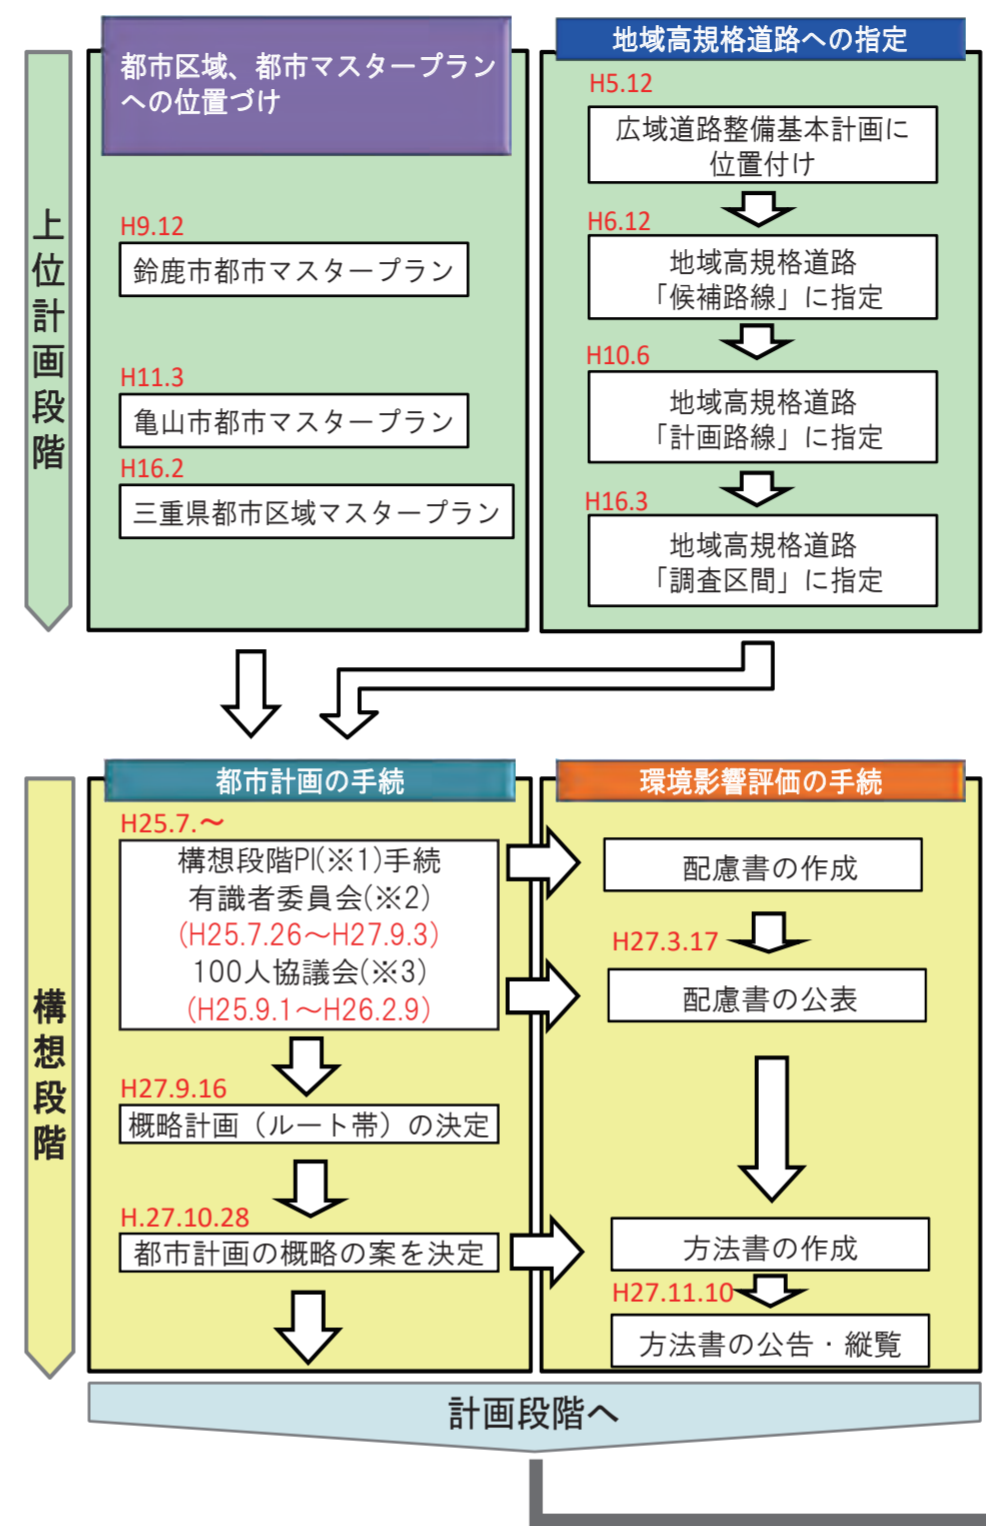 上位計画段階
都市区域、都市マスタープラン
への位置づけ
H9.12
鈴鹿市都市マスタープラン
H11.3
亀山市都市マスタープラン
H16.2
三重県都市区域マスタープラン
地域高規格道路への指定
H5.12
広域道路整備基本計画に
位置付け
H6.12
地域高規格道路
「候補路線」に指定
H10.6
地域高規格道路
「計画路線」に指定
H16.3
地域高規格道路
「調査区間」に指定
構想段階
都市計画の手続
H25.7.～
構想段階PI(※1)手続
有識者委員会(※2)
(H25.7.26～H27.9.3)
100人協議会(※3)
(H25.9.1～H26.2.9)
H27.9.16
概略計画（ルート帯）の決定
H.27.10.28
都市計画の概略の案を決定
環境影響評価の手続
配慮書の作成
H27.3.17
配慮書の公表
方法書の作成
H27.11.10
方法書の公告・縦覧
計画段階へ